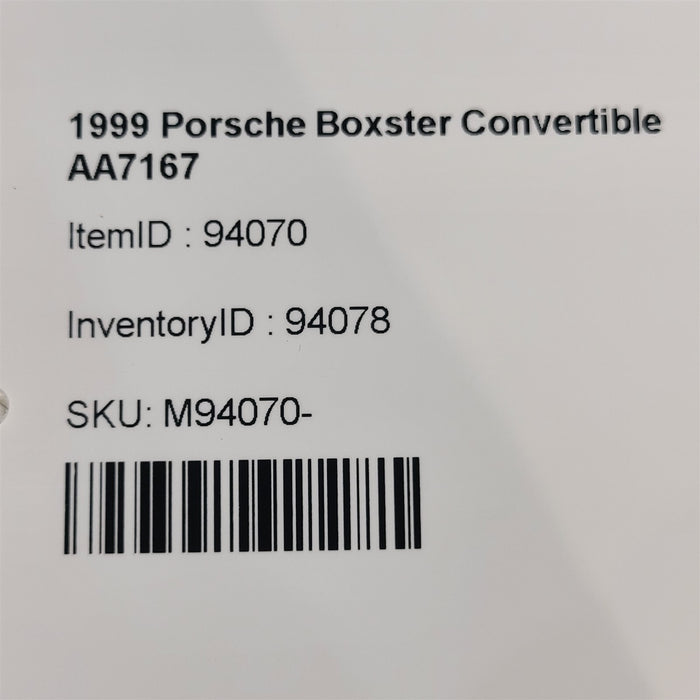 1999 Porsche Boxster Convertible
AA7167
ItemID : 94070
InventoryID : 94078
SKU: M94070-